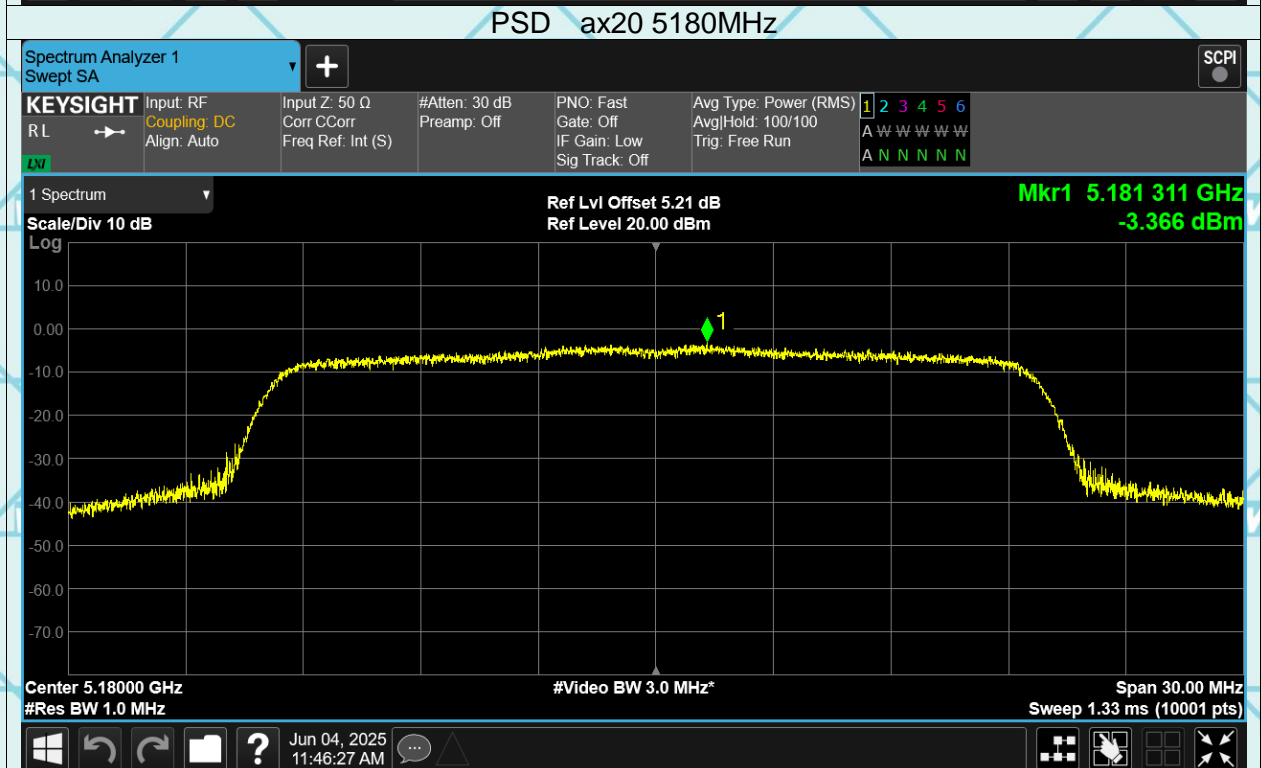 PSD ax20 5180MHz
Spectrum Analyzer 1
Swept SA
SCPI
KEYSIGHT
R L
LXI
Input: RF
Coupling: DC
Align: Auto
Input Z: 50 Ω
Corr CCorr
Freq Ref: Int (S)
#Atten: 30 dB
Preamp: Off
PNO: Fast
Gate: Off
IF Gain: Low
Sig Track: Off
Avg Type: Power (RMS)
Avg|Hold: 100/100
Trig: Free Run
1 2 3 4 5 6
A W W W W W
A N N N N N
1 Spectrum
Scale/Div 10 dB
Ref Lvl Offset 5.21 dB
Ref Level 20.00 dBm
Mkr1 5.181 311 GHz
-3.366 dBm
Log
10.0
0.00
-10.0
-20.0
-30.0
-40.0
-50.0
-60.0
-70.0
1
Center 5.18000 GHz
#Res BW 1.0 MHz
#Video BW 3.0 MHz*
Span 30.00 MHz
Sweep 1.33 ms (10001 pts)
?
Jun 04, 2025
11:46:27 AM